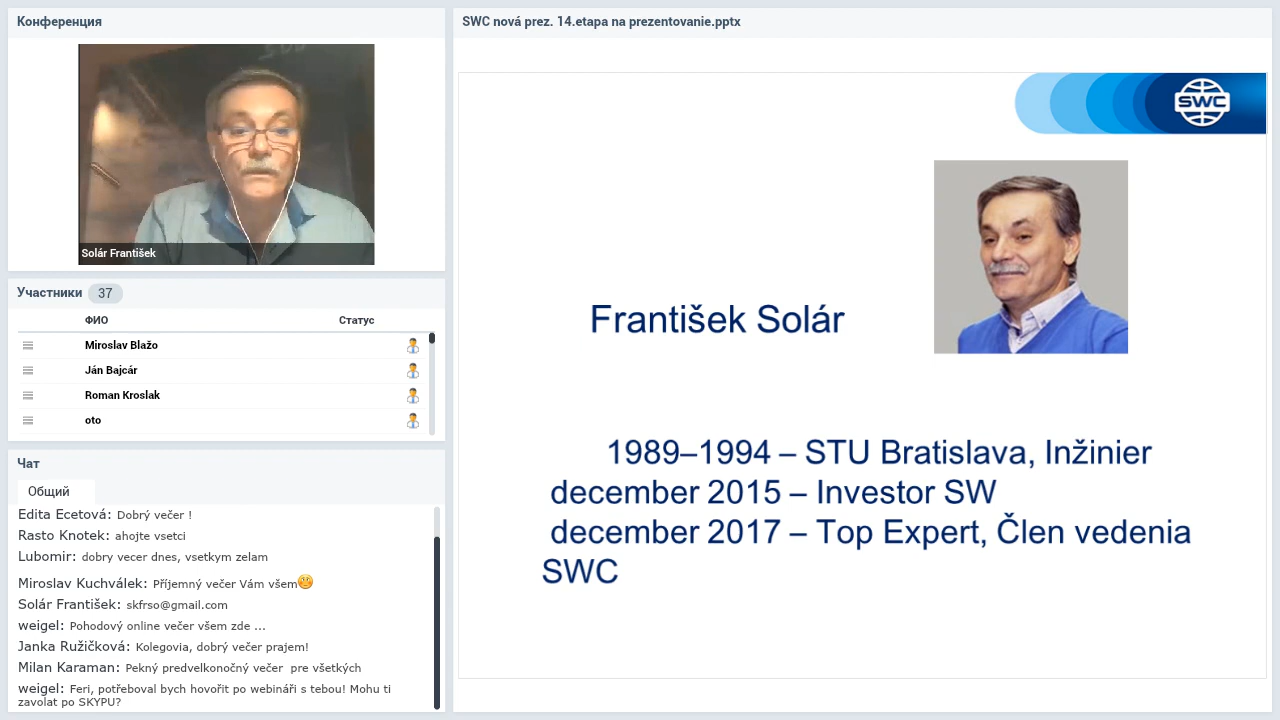 Конференция
Solár František
Участники 37
ФИО Статус
Miroslav Blažo
Ján Bajcár
Roman Kroslak
oto
Чат
Общий
Edita Ecetová: Dobrý večer !
Rasto Knotek: ahojte vsetci
Lubomir: dobry vecer dnes, vsetkym zelam
Miroslav Kuchválek: Příjemný večer Vám všem
Solár František: skfrso@gmail.com
weigel: Pohodový online večer všem zde ...
Janka Ružičková: Kolegovia, dobrý večer prajem!
Milan Karaman: Pekný predvelkonočný večer pre všetkých
weigel: Feri, potřeboval bych hovořit po webináři s tebou! Mohu ti
zavolat po SKYPU?
SWC nová prez. 14.etapa na prezentovanie.pptx
SWC
František Solár
1989–1994 – STU Bratislava, Inžinier
december 2015 – Investor SW
december 2017 – Top Expert, Člen vedenia
SWC